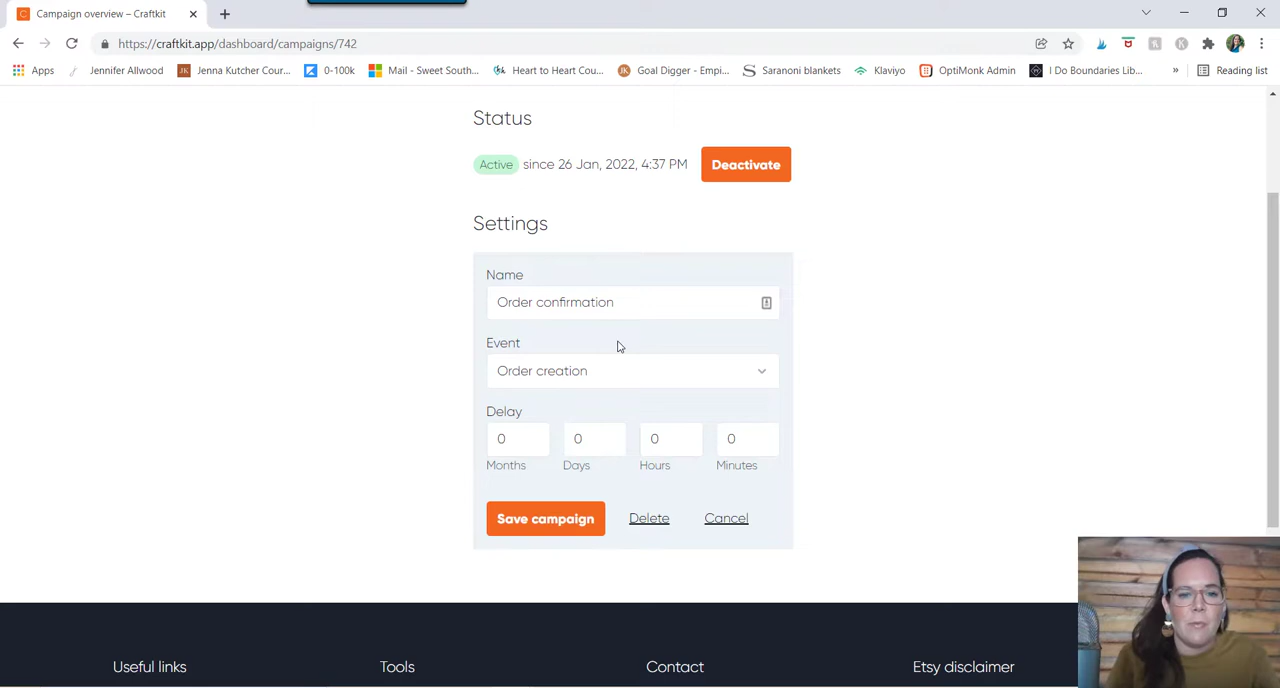 Campaign overview – Craftkit
https://craftkit.app/dashboard/campaigns/742
Apps Jennifer Allwood Jenna Kutcher Cour... 0-100k Mail - Sweet South... Heart to Heart Cou... Goal Digger - Empi... Saranoni blankets Klaviyo OptiMonk Admin I Do Boundaries Lib... » Reading list
Status
Active since 26 Jan, 2022, 4:37 PM Deactivate
Settings
Name
Order confirmation
Event
Order creation
Delay
0 0 0 0
Months Days Hours Minutes
Save campaign Delete Cancel
Useful links Tools Contact Etsy disclaimer